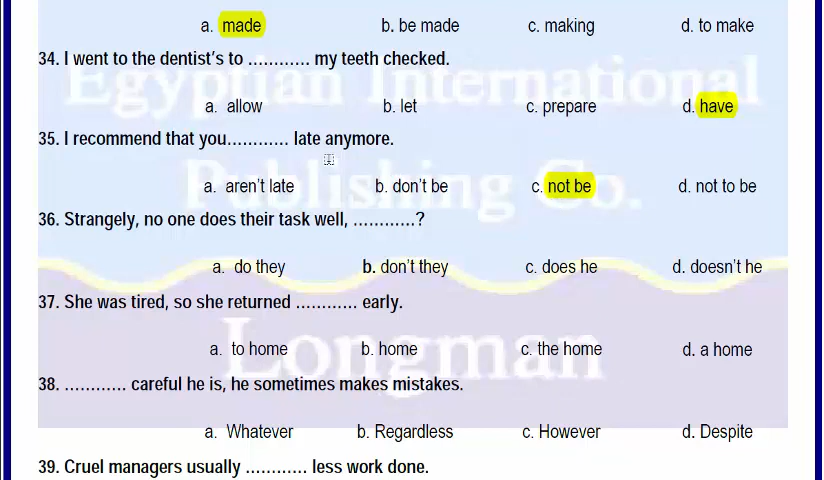 a. made b. be made c. making d. to make
34. I went to the dentist's to ............ my teeth checked.
a. allow b. let c. prepare d. have
35. I recommend that you............ late anymore.
a. aren't late b. don't be c. not be d. not to be
36. Strangely, no one does their task well, ............?
a. do they b. don't they c. does he d. doesn't he
37. She was tired, so she returned ............ early.
a. to home b. home c. the home d. a home
38. ............ careful he is, he sometimes makes mistakes.
a. Whatever b. Regardless c. However d. Despite
39. Cruel managers usually ............ less work done.
Egyptian International
Publishing Co.
Longman